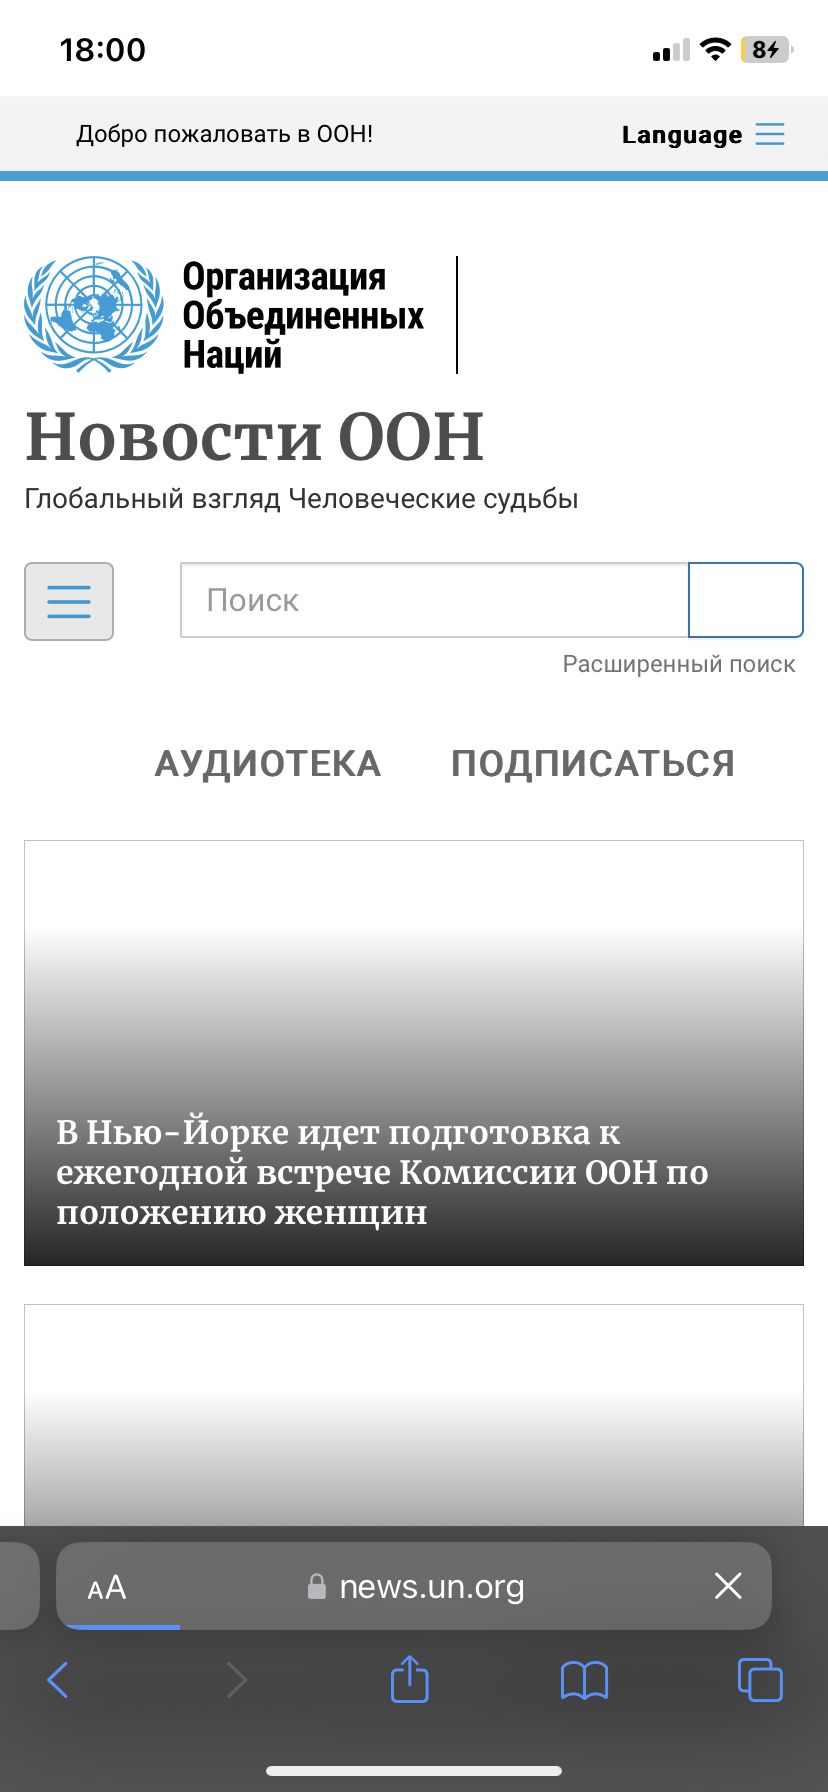 18:00
8
Добро пожаловать в ООН!
Language
Организация
Объединенных
Наций
Новости ООН
Глобальный взгляд Человеческие судьбы
Поиск
Расширенный поиск
АУДИОТЕКА ПОДПИСАТЬСЯ
В Нью-Йорке идет подготовка к
ежегодной встрече Комиссии ООН по
положению женщин
AA news.un.org